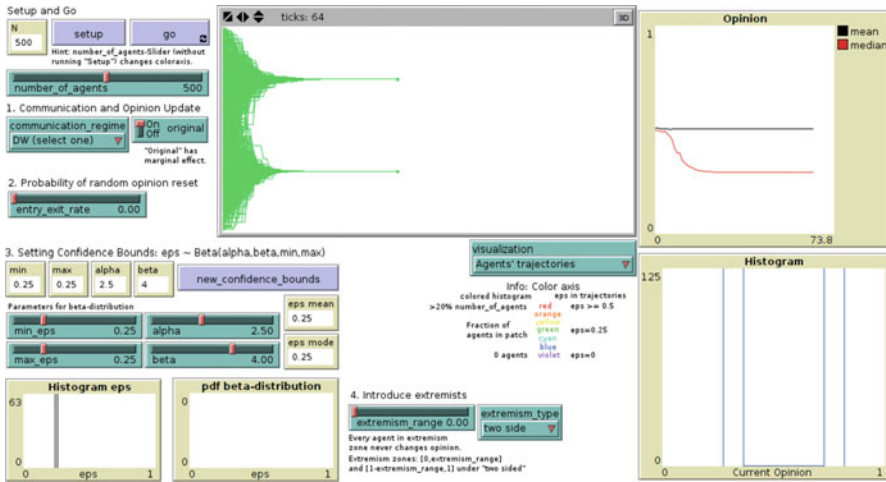 Setup and Go
N
500
setup
go
Hint: number_of_agents-Slider (without
running "Setup") changes coloraxis.
number_of_agents 500
1. Communication and Opinion Update
communication_regime
DW (select one)
On
Off
original
"Original" has
marginal effect.
2. Probability of random opinion reset
entry_exit_rate 0.00
ticks: 64
3D
Opinion
1
0
0
73.8
mean
median
3. Setting Confidence Bounds: eps ~ Beta(alpha,beta,min,max)
min
0.25
max
0.25
alpha
2.5
beta
4
new_confidence_bounds
Parameters for beta-distribution
min_eps 0.25
alpha 2.50
max_eps 0.25
beta 4.00
eps mean
0.25
eps mode
0.25
visualization
Agents' trajectories
Info: Color axis
colored histogram eps in trajectories
>20% number_of_agents red eps >= 0.5
orange
yellow
Fraction of
agents in patch
green eps=0.25
cyan
blue
0 agents violet eps=0
Histogram
125
0
0
Current Opinion
1
Histogram eps
63
0
0
eps
1
pdf beta-distribution
0
0
0
1
4. Introduce extremists
extremism_range 0.00
extremism_type
two side
Every agent in extremism
zone never changes opinion.
Extremism zones: [0,extremism_range]
and [1-extremism_range,1] under "two sided"